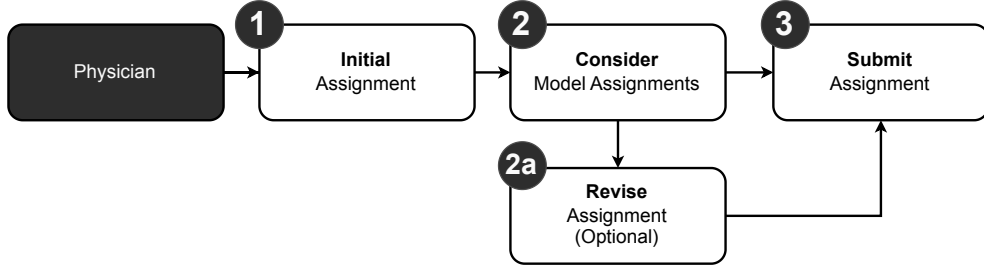 Physician
1
Initial
Assignment
2
Consider
Model Assignments
3
Submit
Assignment
2a
Revise
Assignment
(Optional)